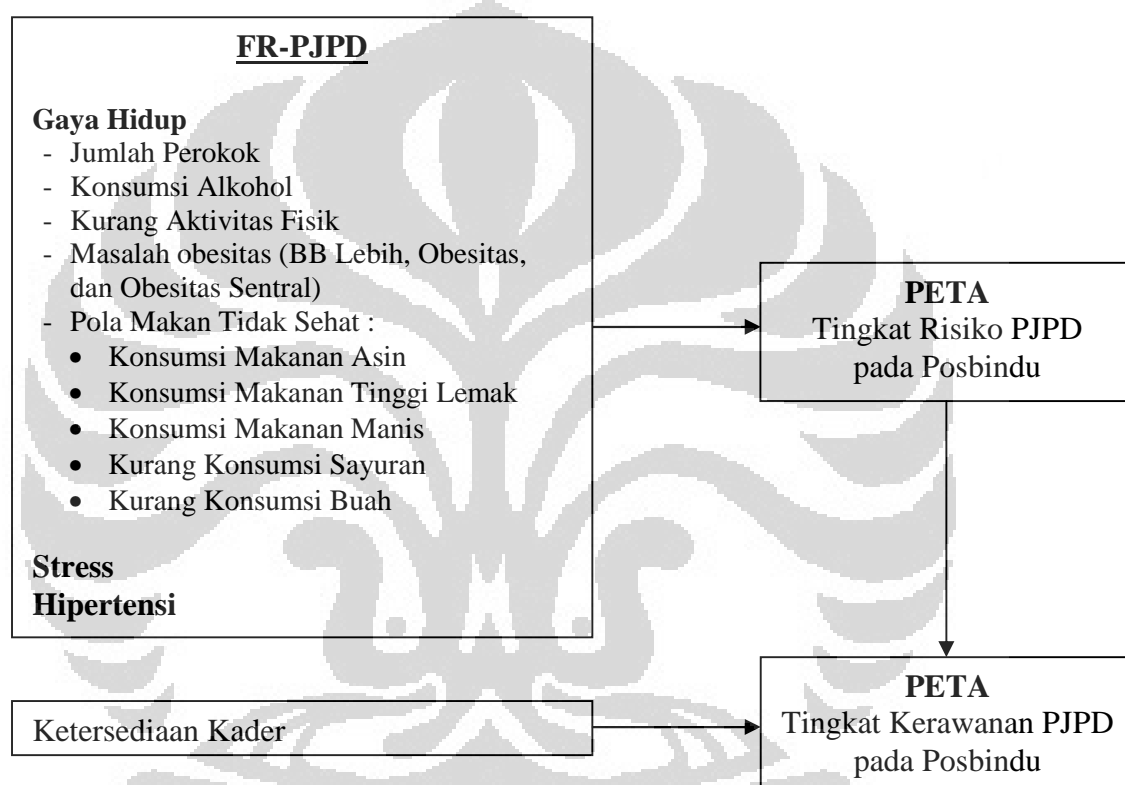 FR-PJPD
Gaya Hidup
- Jumlah Perokok
- Konsumsi Alkohol
- Kurang Aktivitas Fisik
- Masalah obesitas (BB Lebih, Obesitas,
dan Obesitas Sentral)
- Pola Makan Tidak Sehat :
• Konsumsi Makanan Asin
• Konsumsi Makanan Tinggi Lemak
• Konsumsi Makanan Manis
• Kurang Konsumsi Sayuran
• Kurang Konsumsi Buah
Stress
Hipertensi
PETA
Tingkat Risiko PJPD
pada Posbindu
Ketersediaan Kader
PETA
Tingkat Kerawanan PJPD
pada Posbindu